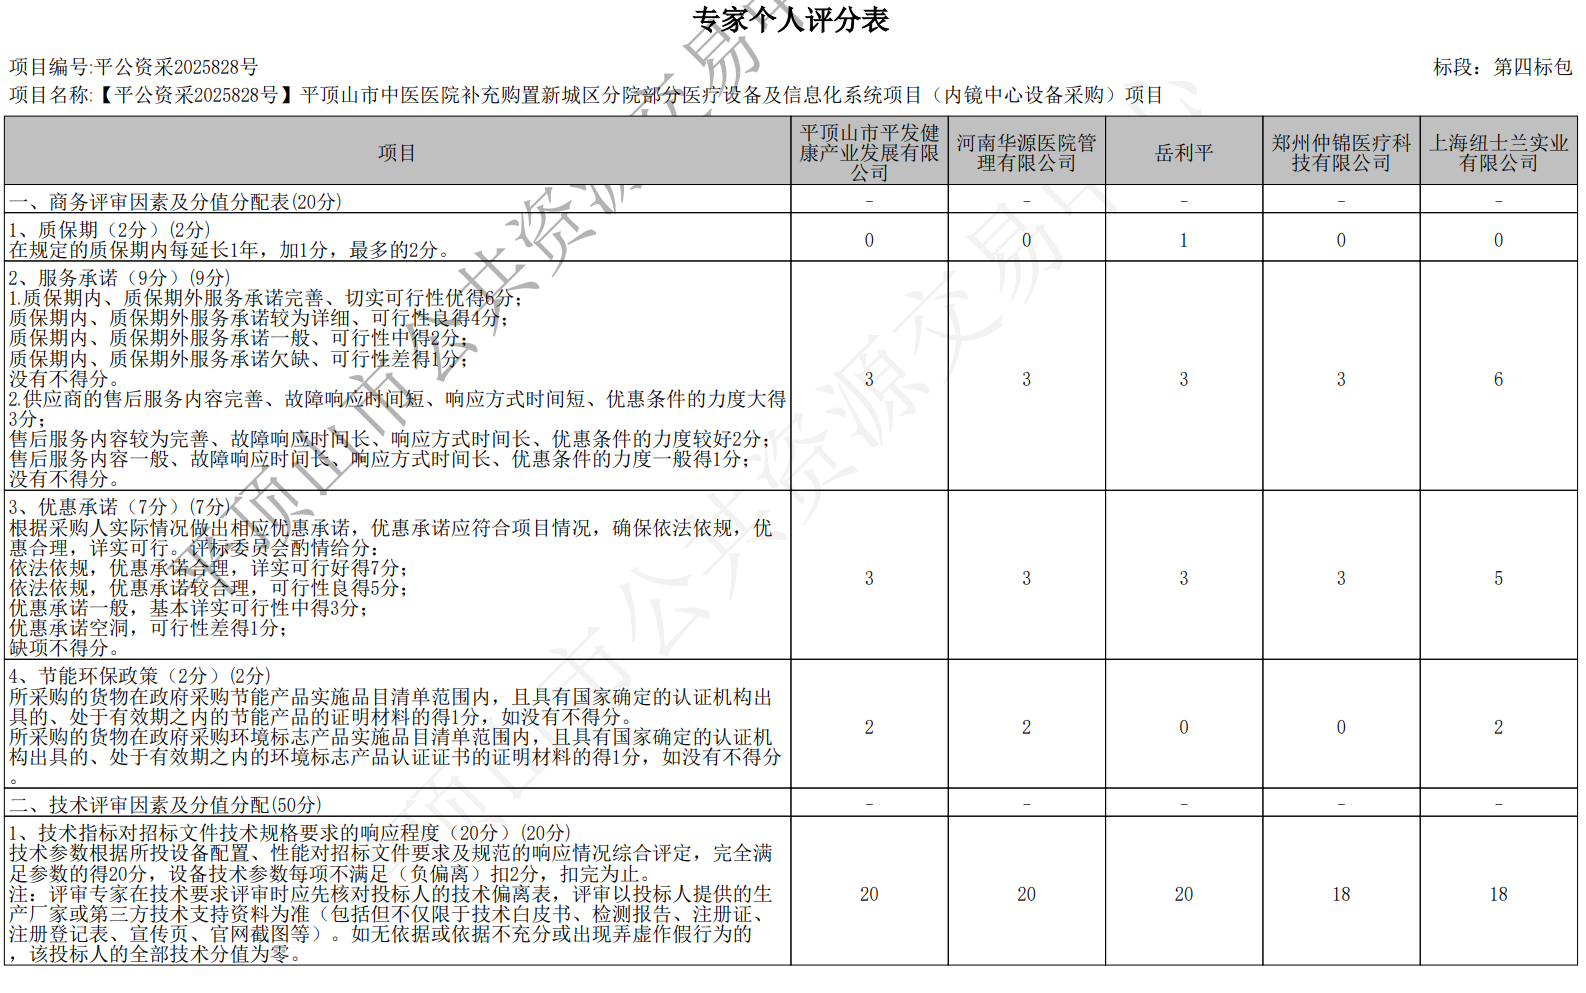 专家个人评分表
项目编号:平公资采2025828号
标段：第四标包
项目名称:【平公资采2025828号】平顶山市中医医院补充购置新城区分院部分医疗设备及信息化系统项目（内镜中心设备采购）项目
项目
平顶山市平发健
康产业发展有限
公司
河南华源医院管
理有限公司
岳利平
郑州仲锦医疗科
技有限公司
上海纽士兰实业
有限公司
一、商务评审因素及分值分配表(20分)
- - - - -
1、质保期（2分）(2分)
在规定的质保期内每延长1年，加1分，最多的2分。
0 0 1 0 0
2、服务承诺（9分）(9分)
1.质保期内、质保期外服务承诺完善、切实可行性优得6分；
质保期内、质保期外服务承诺较为详细、可行性良得4分；
质保期内、质保期外服务承诺一般、可行性中得2分；
质保期内、质保期外服务承诺欠缺、可行性差得1分；
没有不得分。
2.供应商的售后服务内容完善、故障响应时间短、响应方式时间短、优惠条件的力度大得
3分；
售后服务内容较为完善、故障响应时间长、响应方式时间长、优惠条件的力度较好2分；
售后服务内容一般、故障响应时间长、响应方式时间长、优惠条件的力度一般得1分；
没有不得分。
3 3 3 3 6
3、优惠承诺（7分）(7分)
根据采购人实际情况做出相应优惠承诺，优惠承诺应符合项目情况，确保依法依规，优
惠合理，详实可行。评标委员会酌情给分：
依法依规，优惠承诺合理，详实可行好得7分；
依法依规，优惠承诺较合理，可行性良得5分；
优惠承诺一般，基本详实可行性中得3分；
优惠承诺空洞，可行性差得1分；
缺项不得分。
3 3 3 3 5
4、节能环保政策（2分）(2分)
所采购的货物在政府采购节能产品实施品目清单范围内，且具有国家确定的认证机构出
具的、处于有效期之内的节能产品的证明材料的得1分，如没有不得分。
所采购的货物在政府采购环境标志产品实施品目清单范围内，且具有国家确定的认证机
构出具的、处于有效期之内的环境标志产品认证证书的证明材料的得1分，如没有不得分
。
2 2 0 0 2
二、技术评审因素及分值分配(50分)
- - - - -
1、技术指标对招标文件技术规格要求的响应程度（20分）(20分)
技术参数根据所投设备配置、性能对招标文件要求及规范的响应情况综合评定，完全满
足参数的得20分，设备技术参数每项不满足（负偏离）扣2分，扣完为止。
注：评审专家在技术要求评审时应先核对投标人的技术偏离表，评审以投标人提供的生
产厂家或第三方技术支持资料为准（包括但不仅限于技术白皮书、检测报告、注册证、
注册登记表、宣传页、官网截图等）。如无依据或依据不充分或出现弄虚作假行为的
，该投标人的全部技术分值为零。
20 20 20 18 18
平顶山市公共资源交易中
平顶山市公共资源交易中心